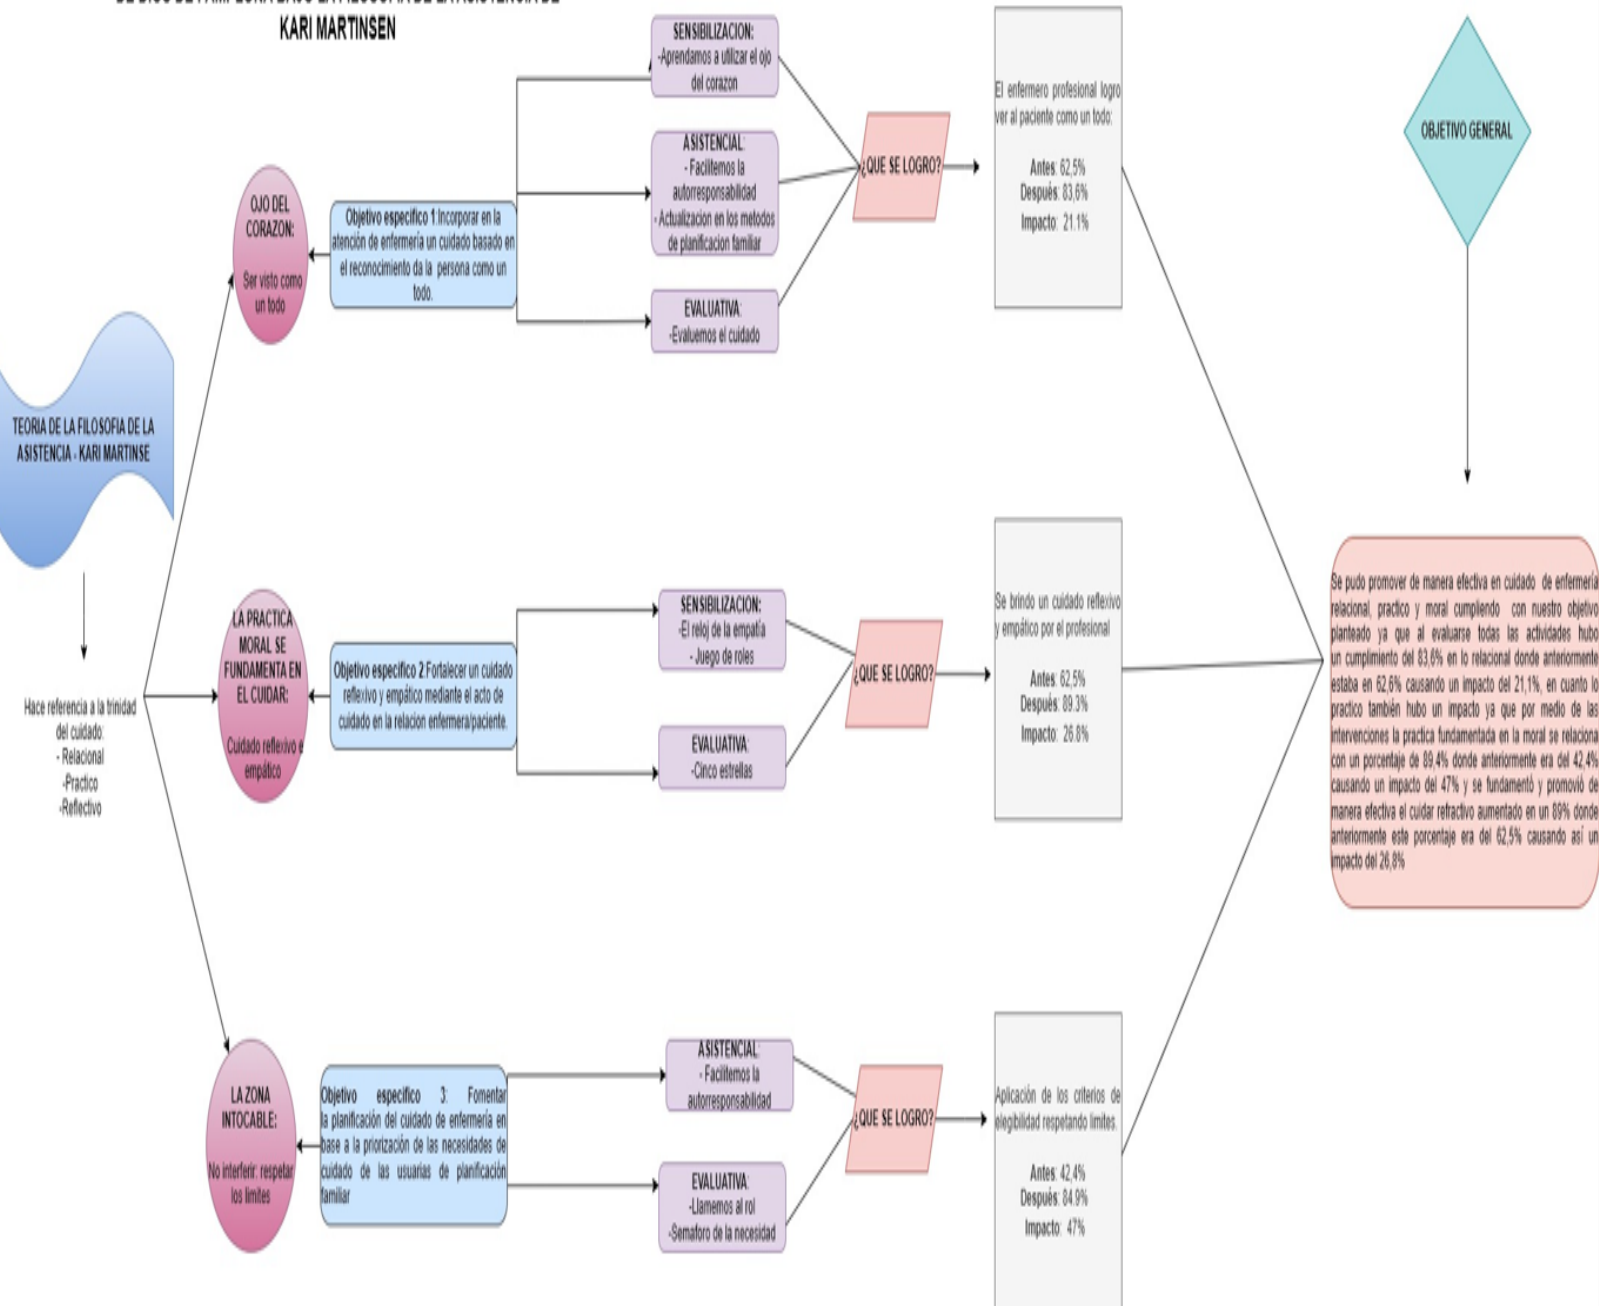 KARI MARTINSEN
TEORIA DE LA FILOSOFIA DE LA
ASISTENCIA - KARI MARTINSE
Hace referencia a la trinidad
del cuidado:
- Relacional
-Practico
-Reflectivo
OJO DEL
CORAZON:
Ser visto como
un todo
Objetivo especifico 1:Incorporar en la
atención de enfermería un cuidado basado en
el reconocimiento da la persona como un
todo.
SENSIBILIZACION:
-Aprendamos a utilizar el ojo
del corazon
ASISTENCIAL:
- Facilitemos la
autorresponsabilidad
- Actualizacion en los metodos
de planificacion familiar
EVALUATIVA:
-Evaluemos el cuidado
¿QUE SE LOGRO?
El enfermero profesional logro
ver al paciente como un todo:
Antes: 62,5%
Después: 83,6%
Impacto: 21.1%
LA PRACTICA
MORAL SE
FUNDAMENTA EN
EL CUIDAR:
Cuidado reflexivo e
empático
Objetivo especifico 2:Fortalecer un cuidado
reflexivo y empático mediante el acto de
cuidado en la relacion enfermera/paciente.
SENSIBILIZACION:
-El reloj de la empatía
- Juego de roles
EVALUATIVA:
-Cinco estrellas
¿QUE SE LOGRO?
Se brindo un cuidado reflexivo
y empático por el profesional
Antes: 62,5%
Después: 89.3%
Impacto: 26.8%
LA ZONA
INTOCABLE:
No interferir: respetar
los limites
Objetivo especifico 3: Fomentar
la planificación del cuidado de enfermería en
base a la priorización de las necesidades de
cuidado de las usuarias de planificación
familiar
ASISTENCIAL:
- Facilitemos la
autorresponsabilidad
EVALUATIVA:
-Llamemos al rol
-Semaforo de la necesidad
¿QUE SE LOGRO?
Aplicación de los criterios de
elegibilidad respetando limites.
Antes: 42,4%
Después: 84.9%
Impacto: 47%
OBJETIVO GENERAL
Se pudo promover de manera efectiva en cuidado de enfermería
relacional, practico y moral cumpliendo con nuestro objetivo
planteado ya que al evaluarse todas las actividades hubo
un cumplimiento del 83,6% en lo relacional donde anteriormente
estaba en 62,6% causando un impacto del 21,1%, en cuanto lo
practico también hubo un impacto ya que por medio de las
intervenciones la practica fundamentada en la moral se relaciona
con un porcentaje de 89,4% donde anteriormente era del 42,4%
causando un impacto del 47% y se fundamentó y promovió de
manera efectiva el cuidar refractivo aumentado en un 89% donde
anteriormente este porcentaje era del 62,5% causando así un
impacto del 26,8%